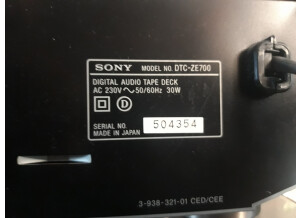 SONY MODEL NO. DTC-ZE700
DIGITAL AUDIO TAPE DECK
AC 230V ~ 50/60Hz 30W
D
SERIAL NO. 504354
MADE IN JAPAN
3-938-321-01 CED/CEE